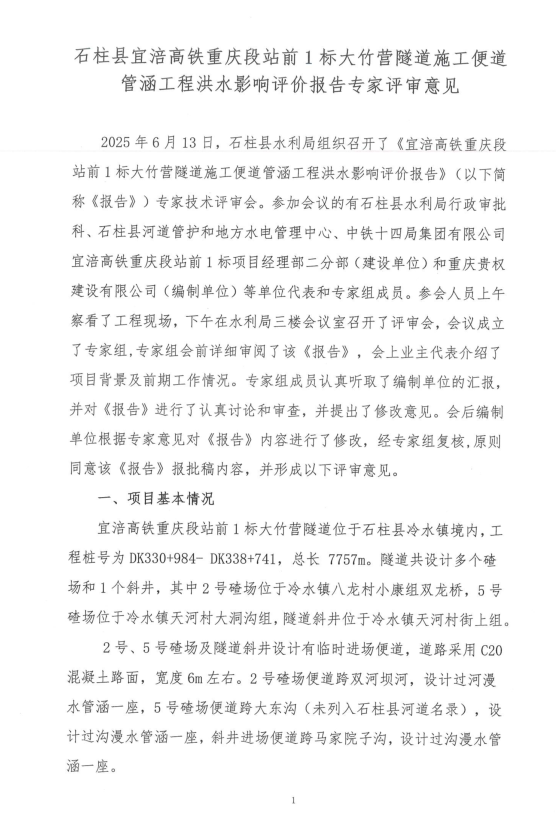 石柱县宜涪高铁重庆段站前1标大竹营隧道施工便道
管涵工程洪水影响评价报告专家评审意见
2025年6月13日，石柱县水利局组织召开了《宜涪高铁重庆段
站前1标大竹营隧道施工便道管涵工程洪水影响评价报告》（以下简
称《报告》）专家技术评审会。参加会议的有石柱县水利局行政审批
科、石柱县河道管护和地方水电管理中心、中铁十四局集团有限公司
宜涪高铁重庆段站前1标项目经理部二分部（建设单位）和重庆贵权
建设有限公司（编制单位）等单位代表和专家组成员。参会人员上午
察看了工程现场，下午在水利局三楼会议室召开了评审会，会议成立
了专家组,专家组会前详细审阅了该《报告》，会上业主代表介绍了
项目背景及前期工作情况。专家组成员认真听取了编制单位的汇报，
并对《报告》进行了认真讨论和审查，并提出了修改意见。会后编制
单位根据专家意见对《报告》内容进行了修改，经专家组复核,原则
同意该《报告》报批稿内容，并形成以下评审意见。
一、项目基本情况
宜涪高铁重庆段站前1标大竹营隧道位于石柱县冷水镇境内,工
程桩号为DK330+984- DK338+741，总长 7757m。隧道共设计多个碴
场和1个斜井，其中2号碴场位于冷水镇八龙村小康组双龙桥，5号
碴场位于冷水镇天河村大洞沟组,隧道斜井位于冷水镇天河村街上组。
2号、5号碴场及隧道斜井设计有临时进场便道，道路采用C20
混凝土路面，宽度6m左右。2号碴场便道跨双河坝河，设计过河漫
水管涵一座，5号碴场便道跨大东沟（未列入石柱县河道名录），设
计过沟漫水管涵一座，斜井进场便道跨马家院子沟，设计过沟漫水管
涵一座。
1